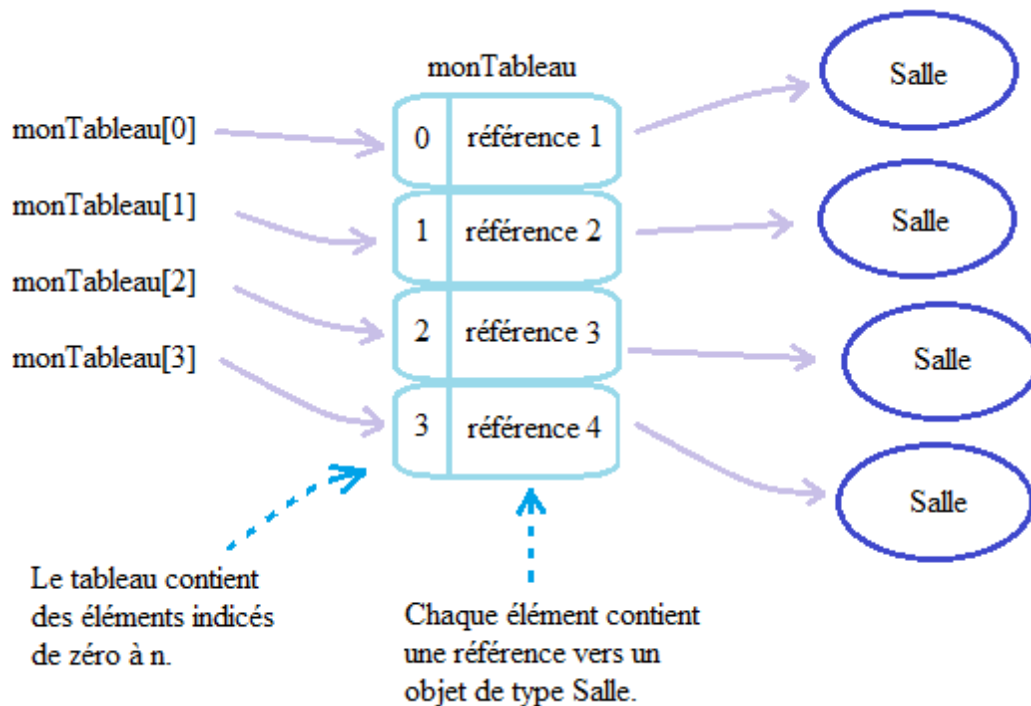 monTableau
Salle
monTableau[0]
0
référence 1
monTableau[1]
1
référence 2
Salle
monTableau[2]
2
référence 3
Salle
monTableau[3]
3
référence 4
Salle
Le tableau contient
des éléments indicés
de zéro à n.
Chaque élément contient
une référence vers un
objet de type Salle.